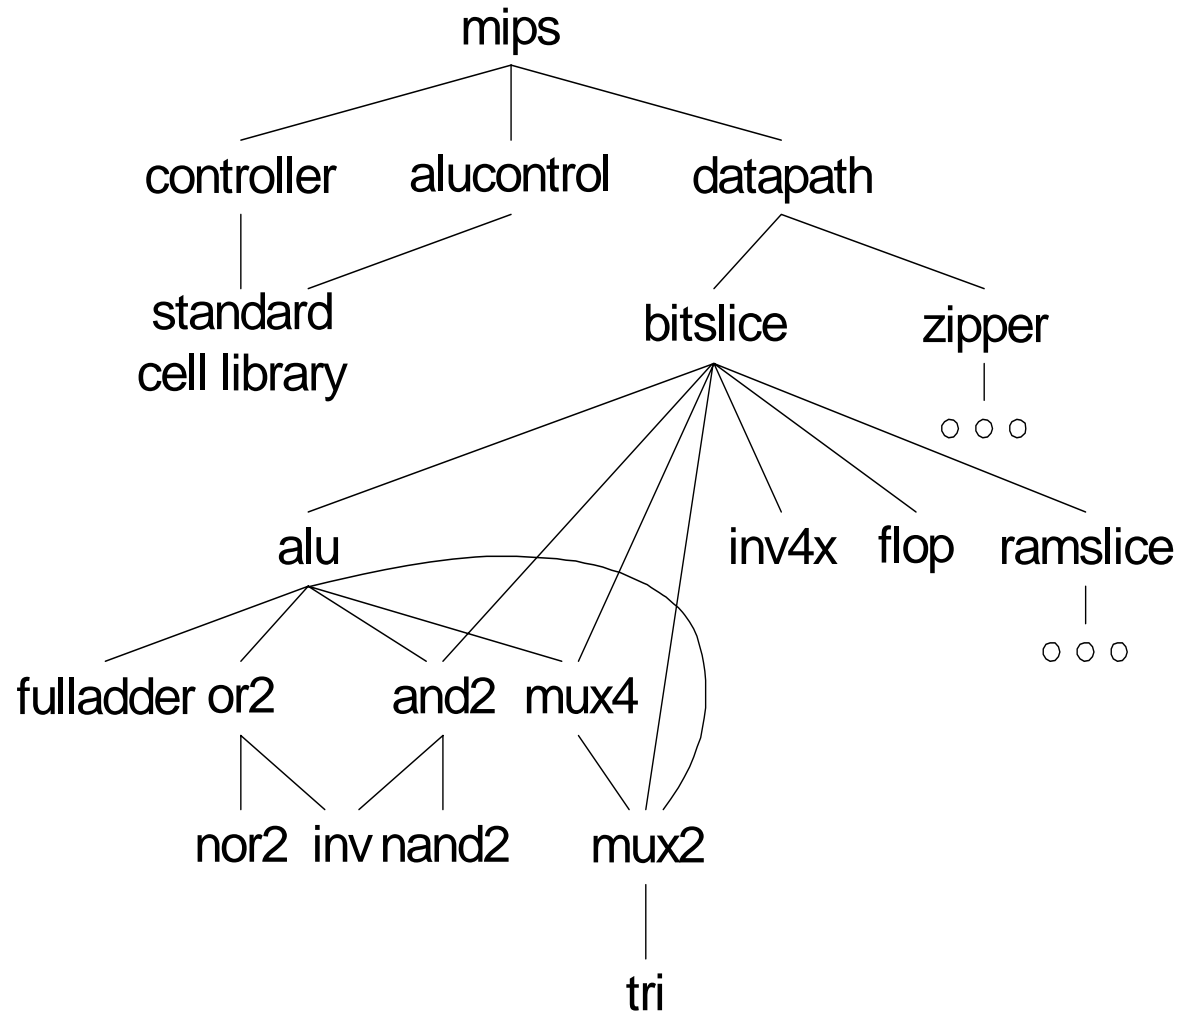 mips
controller alucontrol datapath
standard
cell library
bitslice zipper
alu inv4x flop ramslice
fulladder or2 and2 mux4
nor2 inv nand2 mux2
tri